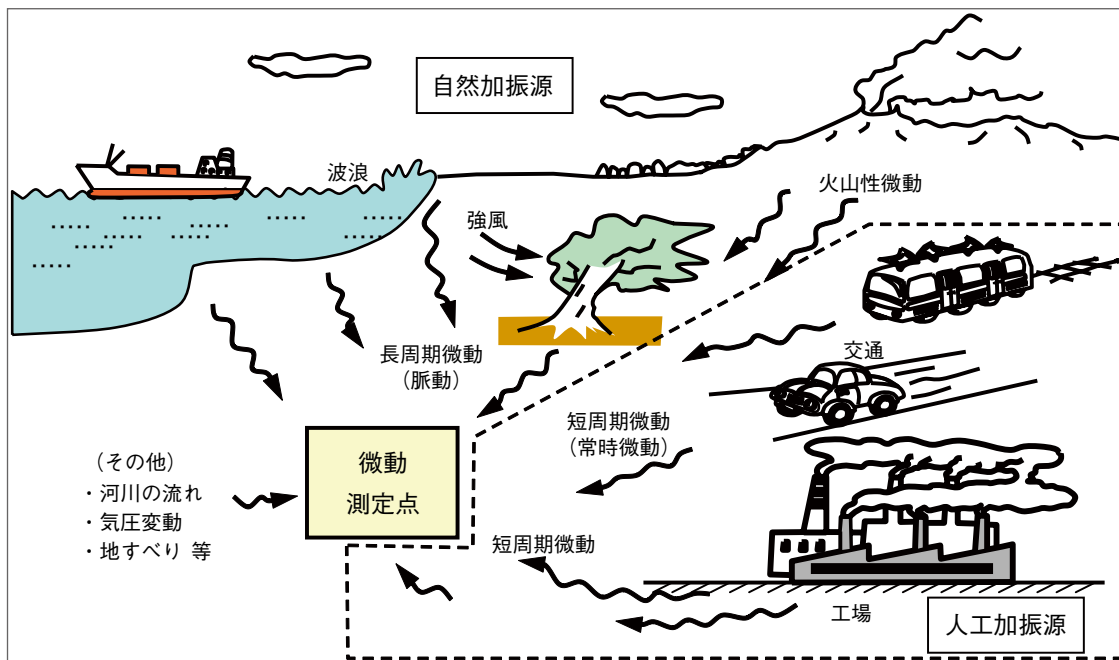 自然加振源
波浪
強風
火山性微動
長周期微動
(脈動)
交通
短周期微動
(常時微動)
微動
測定点
(その他)
・河川の流れ
・気圧変動
・地すべり 等
短周期微動
工場
人工加振源